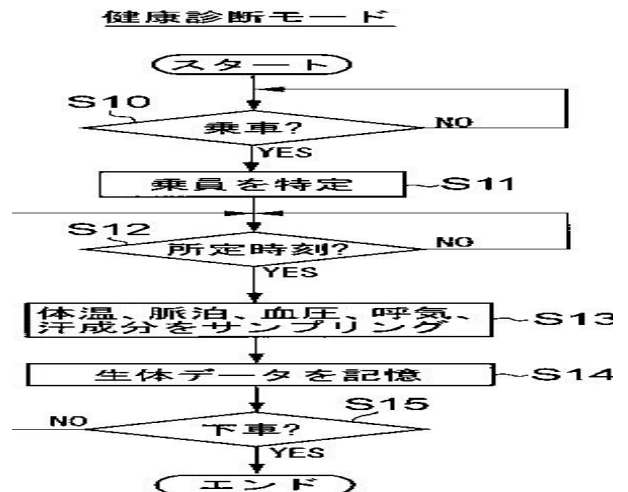 健康診断モード
スタート
S10
乗車?
NO
YES
乗員を特定
S11
S12
所定時刻?
NO
YES
体温、脈泊、血圧、呼気、
汗成分をサンプリング
S13
生体データを記憶
S14
S15
NO
下車?
YES
エンド